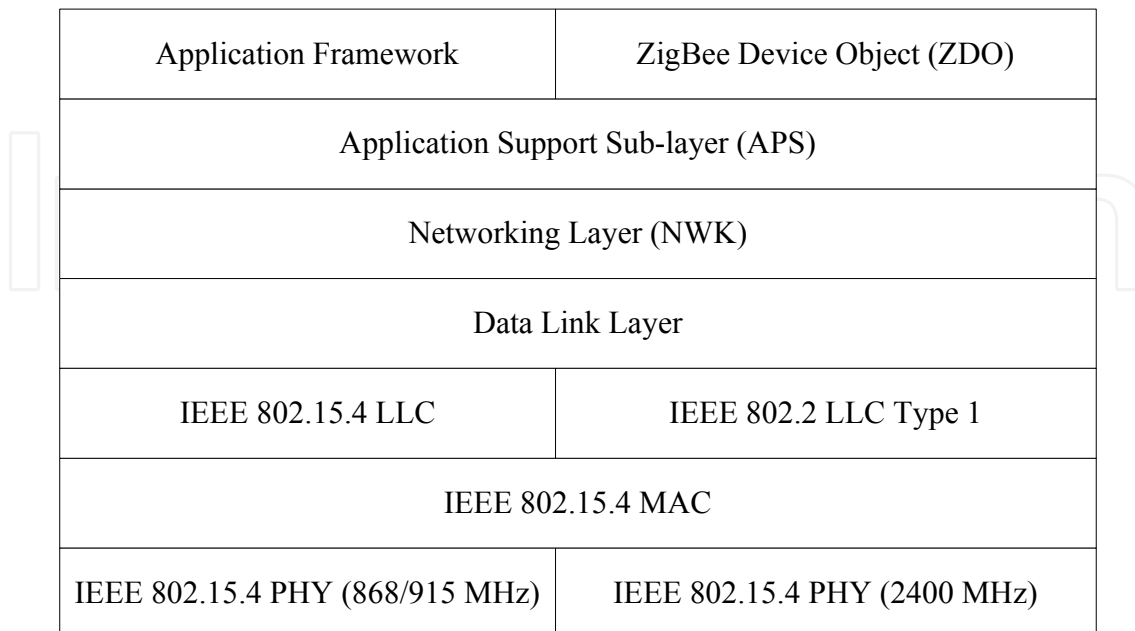 Application Framework
ZigBee Device Object (ZDO)
Application Support Sub-layer (APS)
Networking Layer (NWK)
Data Link Layer
IEEE 802.15.4 LLC
IEEE 802.2 LLC Type 1
IEEE 802.15.4 MAC
IEEE 802.15.4 PHY (868/915 MHz)
IEEE 802.15.4 PHY (2400 MHz)